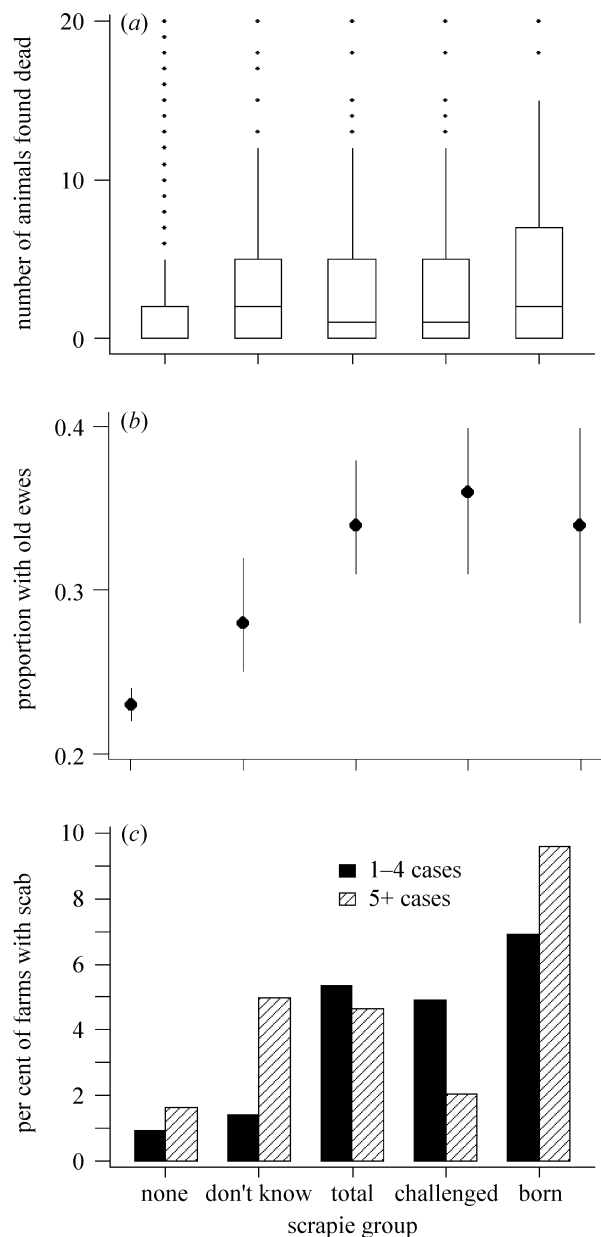 (a)
20
10
0
number of animals found dead
(b)
0.4
0.3
0.2
proportion with old ewes
(c)
10
8
6
4
2
0
per cent of farms with scab
1–4 cases
5+ cases
none don't know total challenged born
scrapie group